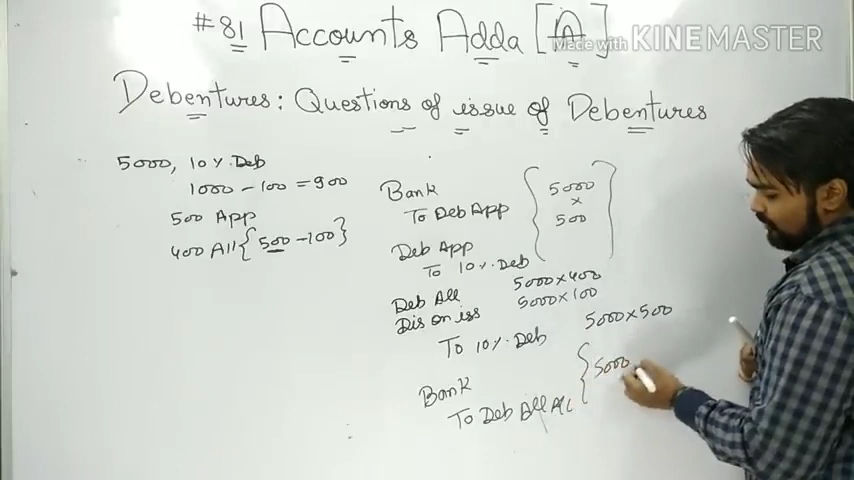 #81 Accounts Adda [A]
Made with KINEMASTER
Debentures: Questions of issue of Debentures
5000, 10% Deb
1000 - 100 = 900
500 App
400 All {500 - 100}
Bank
To Deb App
{5000
×
500}
Deb App
To 10% Deb
Deb All 5000×400
Dis on iss 5000×100
To 10% Deb 5000×500
Bank
To Deb All A/c {5000